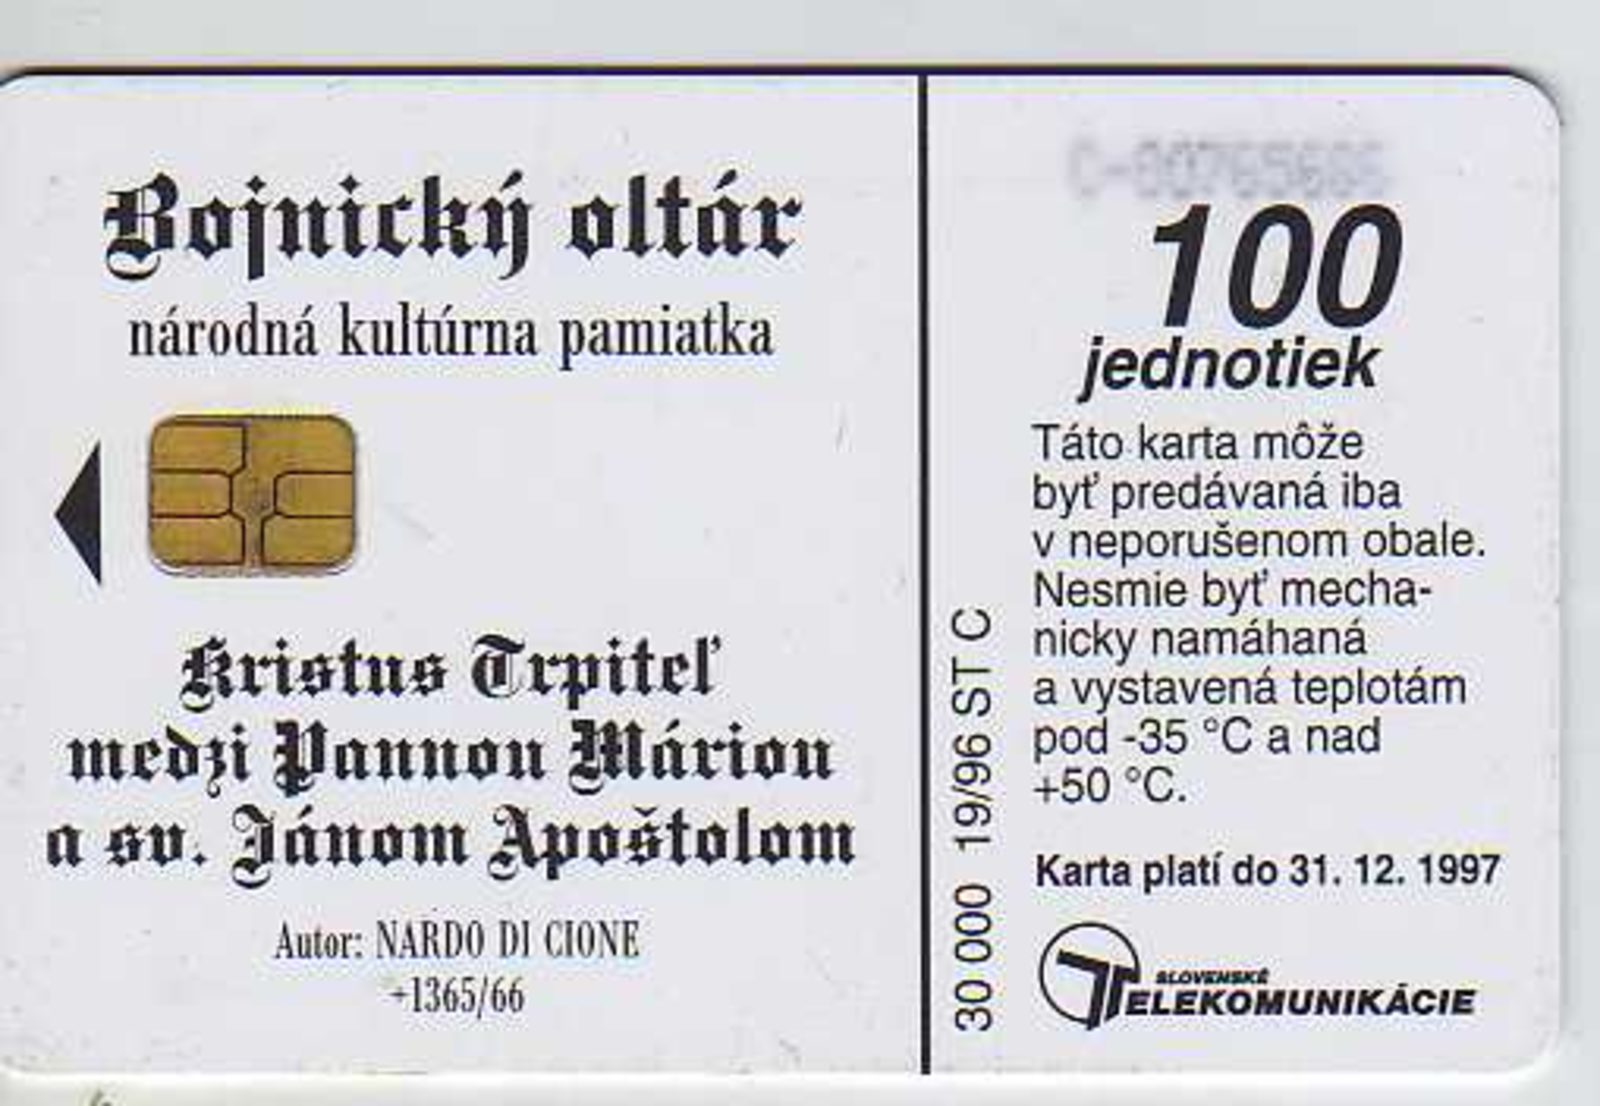 Bojnický oltár
národná kultúrna pamiatka
Kristus Trpiteľ
medzi Pannou Máriou
a sv. Jánom Apoštolom
Autor: NARDO DI CIONE
+1365/66
30 000 19/96 ST C
100
jednotiek
Táto karta môže
byť predávaná iba
v neporušenom obale.
Nesmie byť mecha-
nicky namáhaná
a vystavená teplotám
pod -35 °C a nad
+50 °C.
Karta platí do 31. 12. 1997
SLOVENSKÉ
TELEKOMUNIKÁCIE